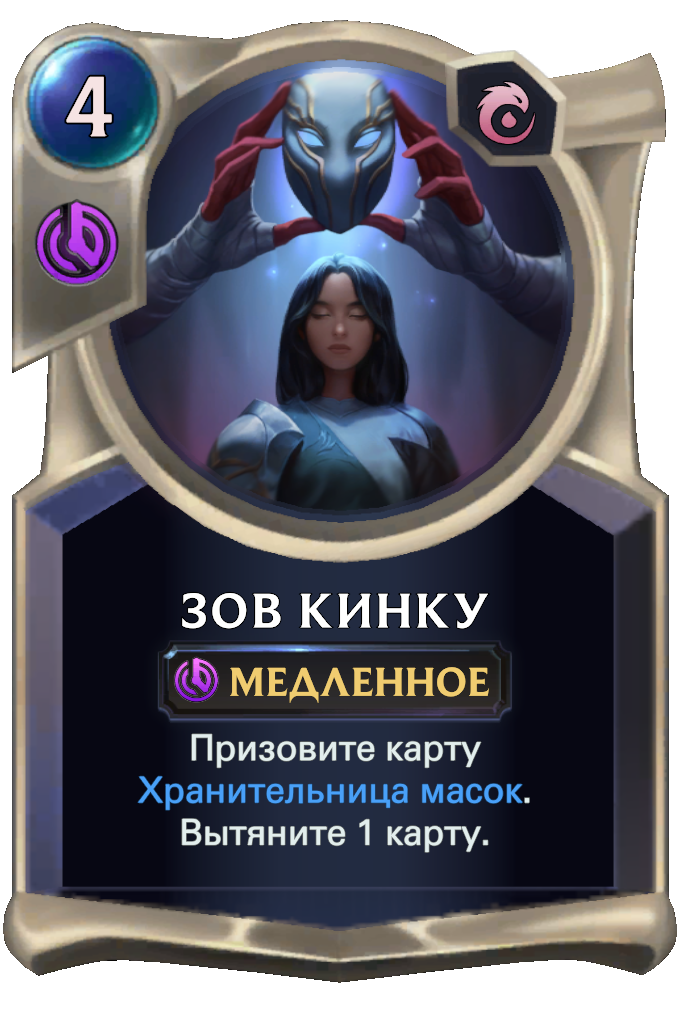 4
ЗОВ КИНКУ
МЕДЛЕННОЕ
Призовите карту
Хранительница масок.
Вытяните 1 карту.